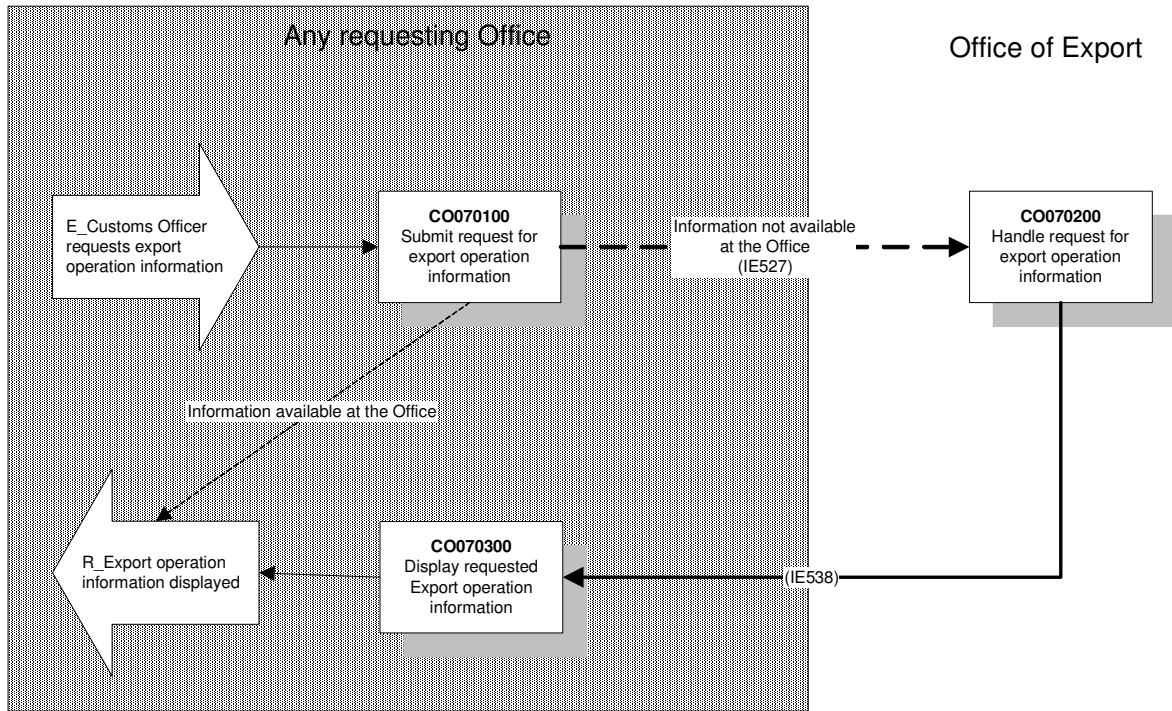 Any requesting Office
Office of Export
E_Customs Officer
requests export
operation information
CO070100
Submit request for
export operation
information
Information not available
at the Office
(IE527)
CO070200
Handle request for
export operation
information
Information available at the Office
R_Export operation
information displayed
CO070300
Display requested
Export operation
information
(IE538)